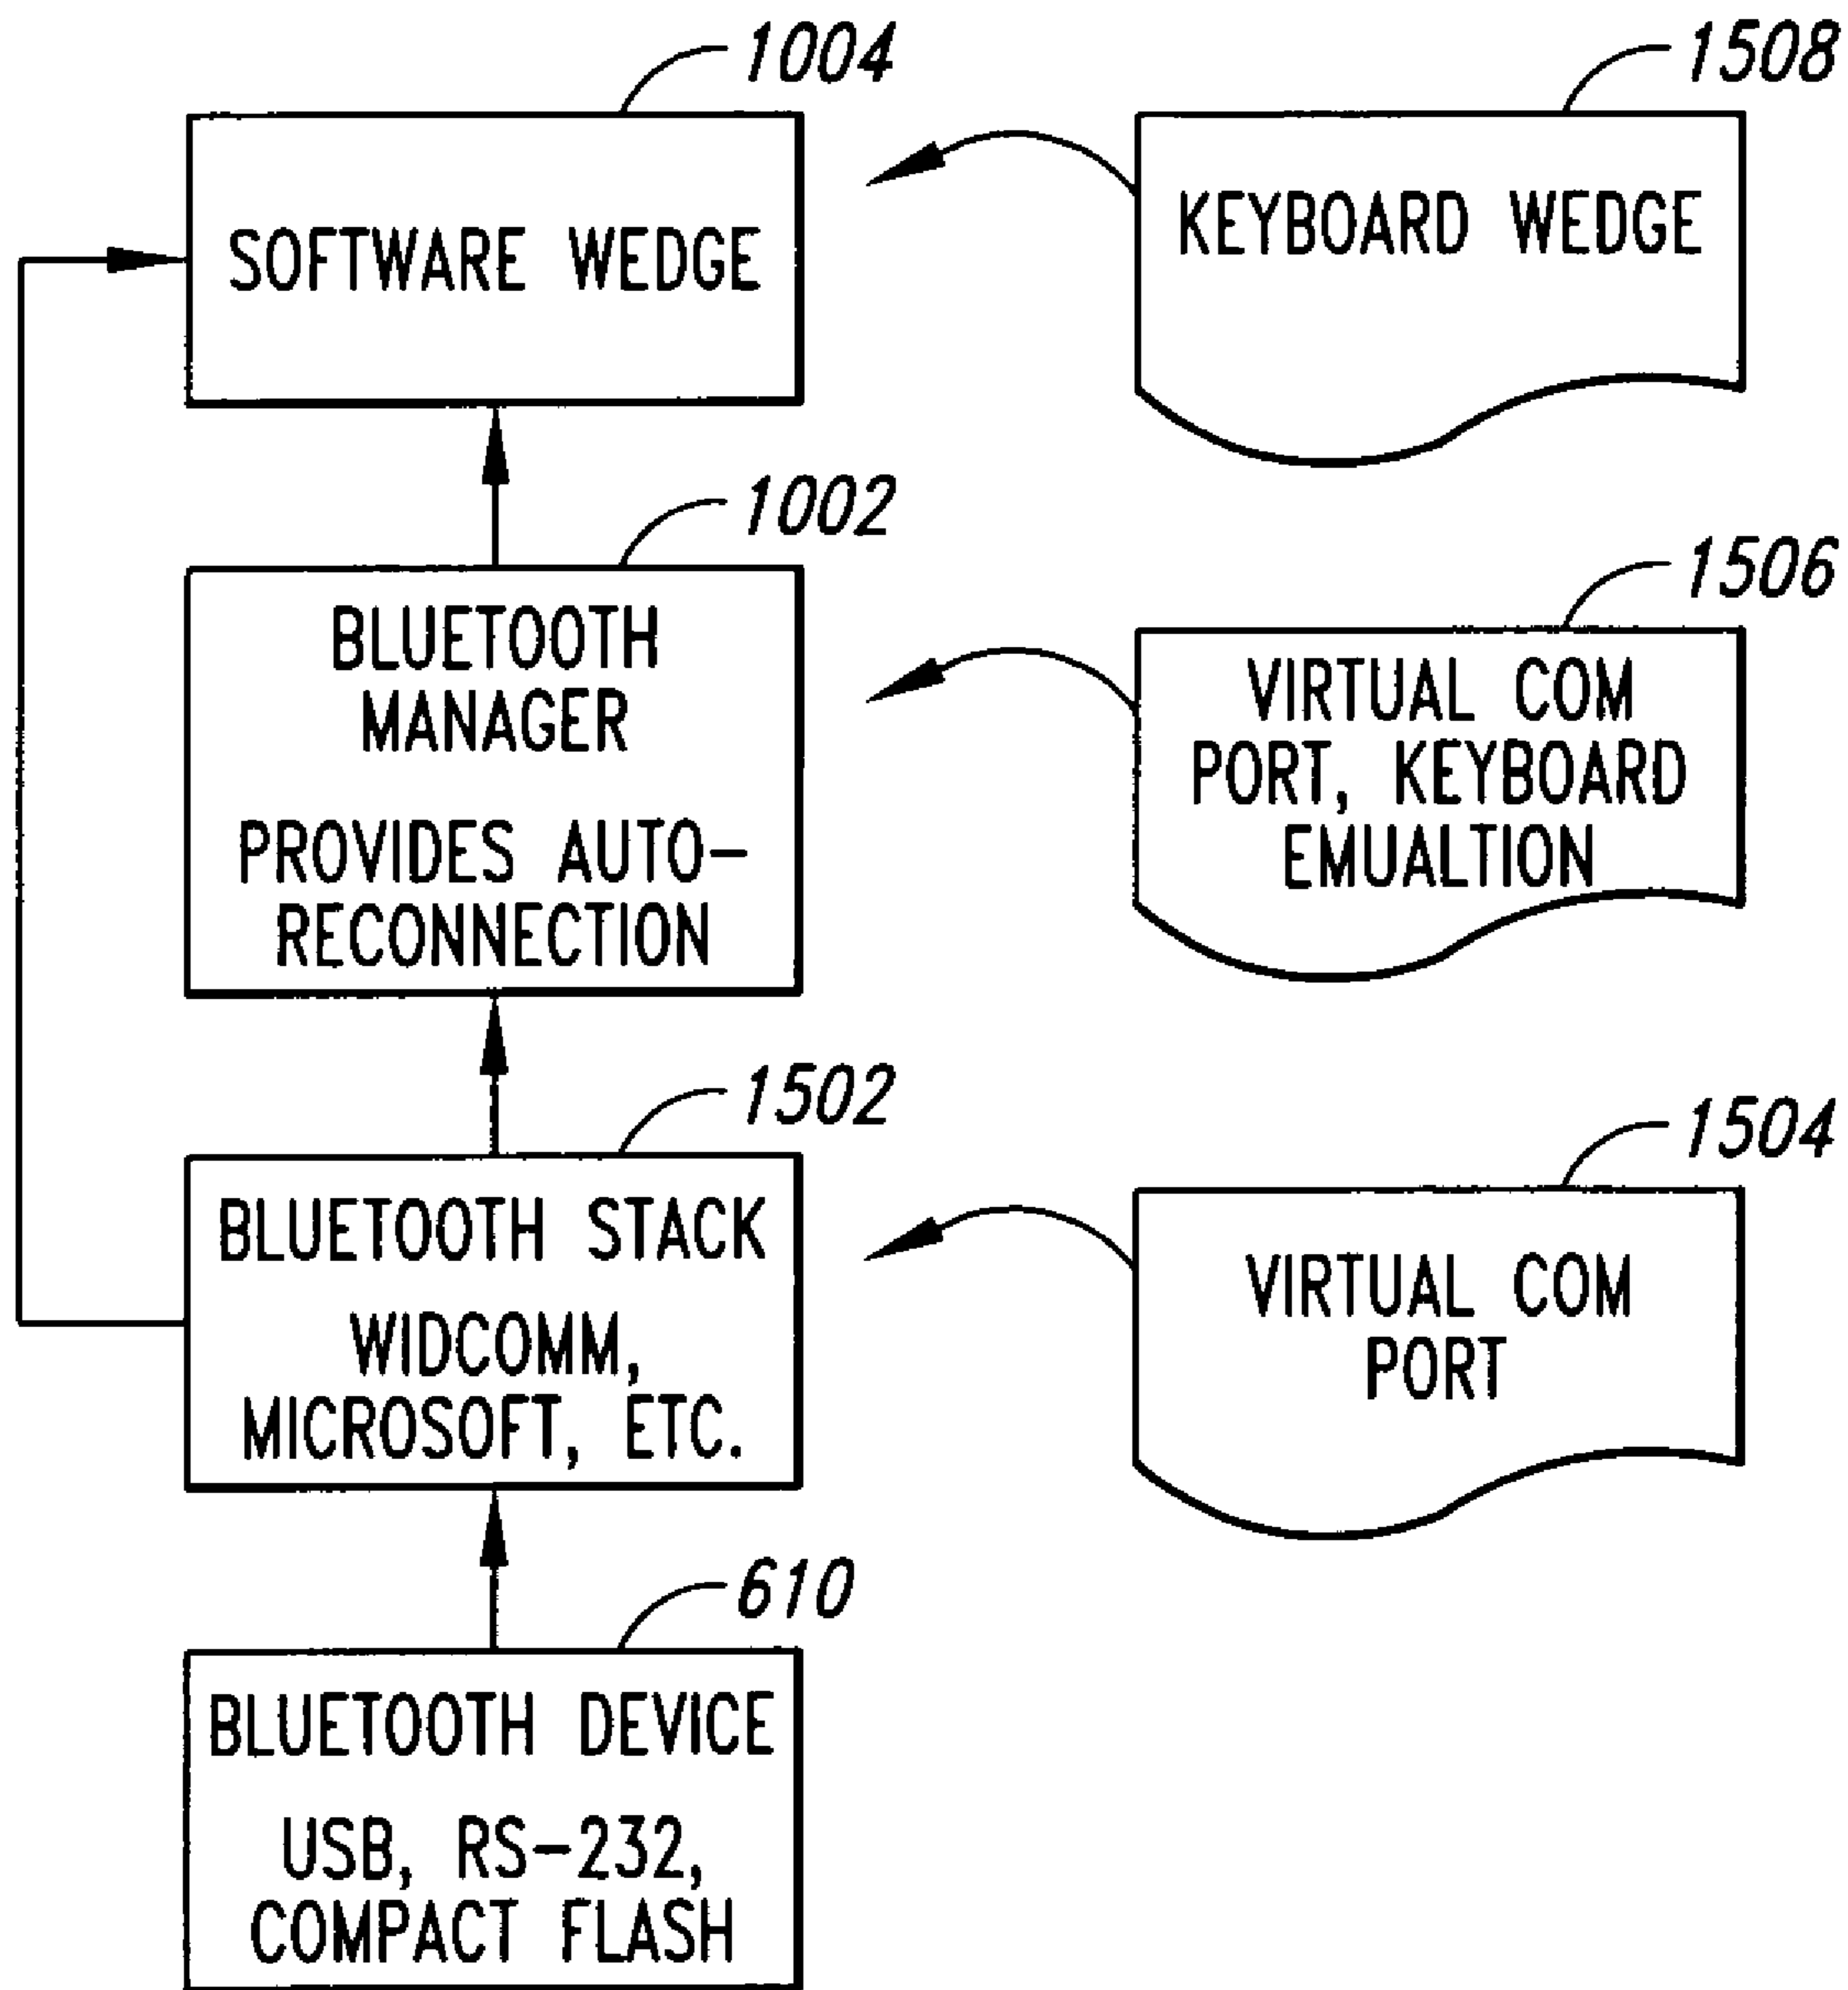 1004
SOFTWARE WEDGE
1508
KEYBOARD WEDGE
1002
BLUETOOTH
MANAGER
PROVIDES AUTO-
RECONNECTION
1506
VIRTUAL COM
PORT, KEYBOARD
EMUALTION
1502
BLUETOOTH STACK
WIDCOMM,
MICROSOFT, ETC.
1504
VIRTUAL COM
PORT
610
BLUETOOTH DEVICE
USB, RS-232,
COMPACT FLASH